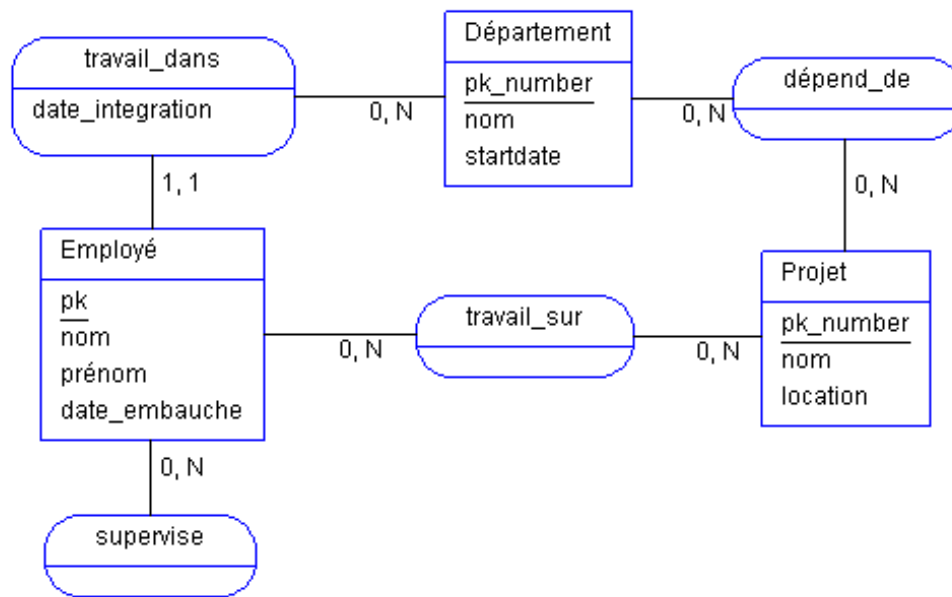 travail_dans
date_integration
0, N
Département
pk_number
nom
startdate
0, N
dépend_de
1, 1
0, N
Employé
pk
nom
prénom
date_embauche
0, N
travail_sur
0, N
Projet
pk_number
nom
location
0, N
supervise